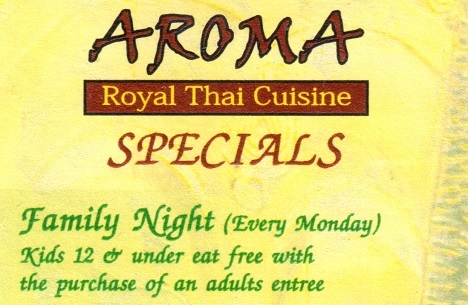 AROMA
Royal Thai Cuisine
SPECIALS
Family Night (Every Monday)
Kids 12 & under eat free with
the purchase of an adults entree